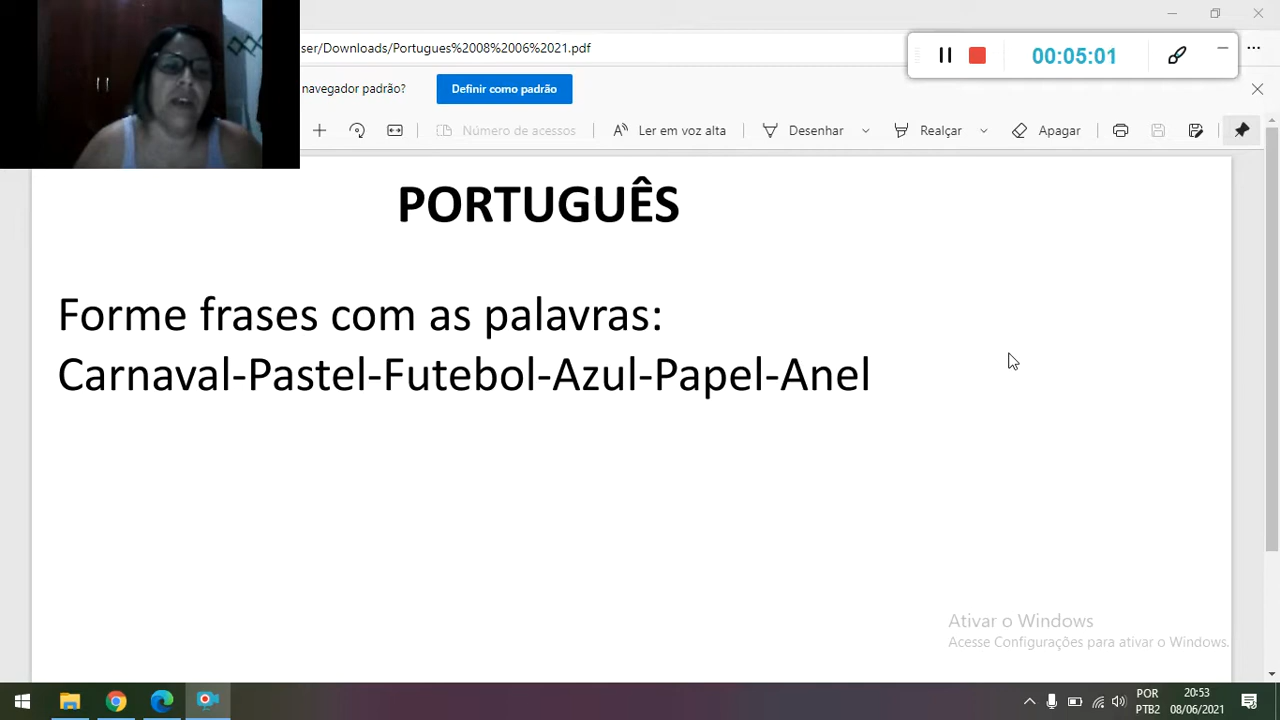 ser/Downloads/Portugues%2008%2006%2021.pdf
00:05:01
navegador padrão?
Definir como padrão
Número de acessos
Ler em voz alta
Desenhar
Realçar
Apagar
PORTUGUÊS
Forme frases com as palavras:
Carnaval-Pastel-Futebol-Azul-Papel-Anel
Ativar o Windows
Acesse Configurações para ativar o Windows.
POR
PTB2
20:53
08/06/2021